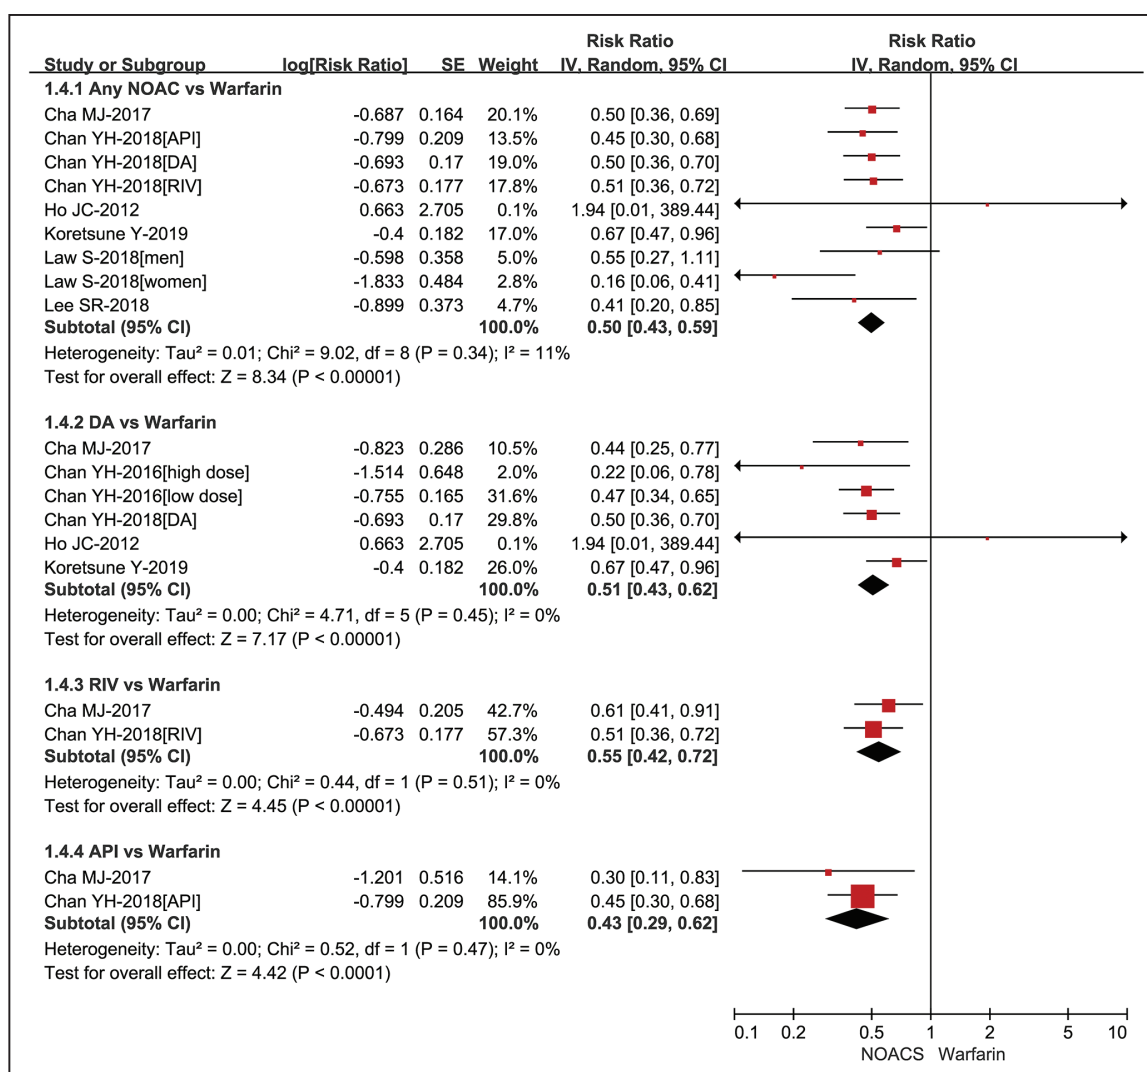 Risk Ratio Risk Ratio
Study or Subgroup log[Risk Ratio] SE Weight IV, Random, 95% CI IV, Random, 95% CI
1.4.1 Any NOAC vs Warfarin
Cha MJ-2017 -0.687 0.164 20.1% 0.50 [0.36, 0.69]
Chan YH-2018[API] -0.799 0.209 13.5% 0.45 [0.30, 0.68]
Chan YH-2018[DA] -0.693 0.17 19.0% 0.50 [0.36, 0.70]
Chan YH-2018[RIV] -0.673 0.177 17.8% 0.51 [0.36, 0.72]
Ho JC-2012 0.663 2.705 0.1% 1.94 [0.01, 389.44]
Koretsune Y-2019 -0.4 0.182 17.0% 0.67 [0.47, 0.96]
Law S-2018[men] -0.598 0.358 5.0% 0.55 [0.27, 1.11]
Law S-2018[women] -1.833 0.484 2.8% 0.16 [0.06, 0.41]
Lee SR-2018 -0.899 0.373 4.7% 0.41 [0.20, 0.85]
Subtotal (95% CI) 100.0% 0.50 [0.43, 0.59]
Heterogeneity: Tau² = 0.01; Chi² = 9.02, df = 8 (P = 0.34); I² = 11%
Test for overall effect: Z = 8.34 (P < 0.00001)
1.4.2 DA vs Warfarin
Cha MJ-2017 -0.823 0.286 10.5% 0.44 [0.25, 0.77]
Chan YH-2016[high dose] -1.514 0.648 2.0% 0.22 [0.06, 0.78]
Chan YH-2016[low dose] -0.755 0.165 31.6% 0.47 [0.34, 0.65]
Chan YH-2018[DA] -0.693 0.17 29.8% 0.50 [0.36, 0.70]
Ho JC-2012 0.663 2.705 0.1% 1.94 [0.01, 389.44]
Koretsune Y-2019 -0.4 0.182 26.0% 0.67 [0.47, 0.96]
Subtotal (95% CI) 100.0% 0.51 [0.43, 0.62]
Heterogeneity: Tau² = 0.00; Chi² = 4.71, df = 5 (P = 0.45); I² = 0%
Test for overall effect: Z = 7.17 (P < 0.00001)
1.4.3 RIV vs Warfarin
Cha MJ-2017 -0.494 0.205 42.7% 0.61 [0.41, 0.91]
Chan YH-2018[RIV] -0.673 0.177 57.3% 0.51 [0.36, 0.72]
Subtotal (95% CI) 100.0% 0.55 [0.42, 0.72]
Heterogeneity: Tau² = 0.00; Chi² = 0.44, df = 1 (P = 0.51); I² = 0%
Test for overall effect: Z = 4.45 (P < 0.00001)
1.4.4 API vs Warfarin
Cha MJ-2017 -1.201 0.516 14.1% 0.30 [0.11, 0.83]
Chan YH-2018[API] -0.799 0.209 85.9% 0.45 [0.30, 0.68]
Subtotal (95% CI) 100.0% 0.43 [0.29, 0.62]
Heterogeneity: Tau² = 0.00; Chi² = 0.52, df = 1 (P = 0.47); I² = 0%
Test for overall effect: Z = 4.42 (P < 0.0001)
0.1 0.2 0.5 1 2 5 10
NOACS Warfarin